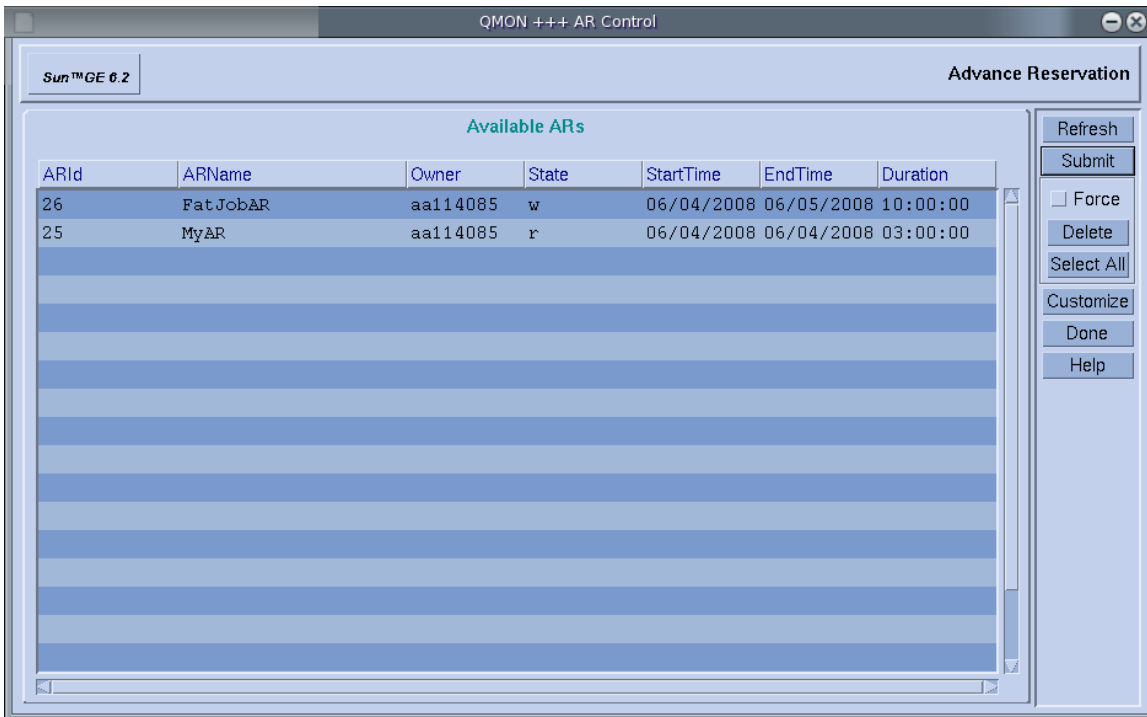 QMON +++ AR Control
Sun™GE 6.2
Advance Reservation
Available ARs
ARId ARName Owner State StartTime EndTime Duration
26 FatJobAR aa114085 w 06/04/2008 06/05/2008 10:00:00
25 MyAR aa114085 r 06/04/2008 06/04/2008 03:00:00
Refresh
Submit
Force
Delete
Select All
Customize
Done
Help